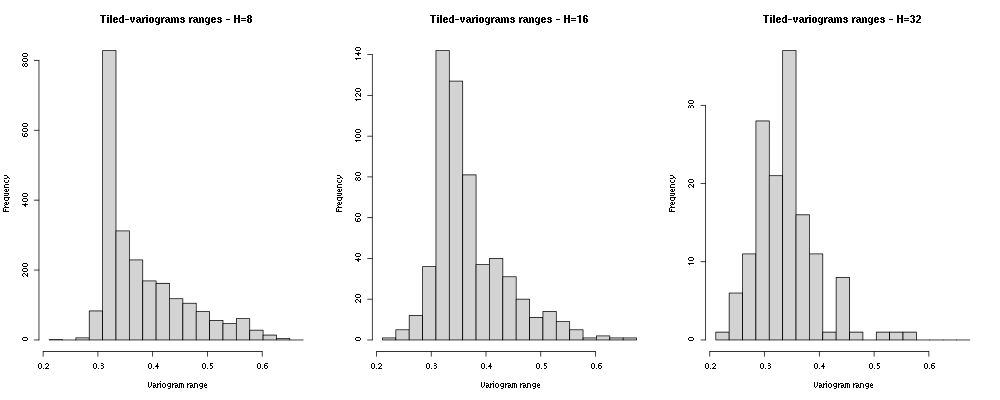 Tiled-variograms ranges - H=8
Frequency
800
600
400
200
0
0.2 0.3 0.4 0.5 0.6
Variogram range
Tiled-variograms ranges - H=16
Frequency
140
120
100
80
60
40
20
0
0.2 0.3 0.4 0.5 0.6
Variogram range
Tiled-variograms ranges - H=32
Frequency
30
20
10
0
0.2 0.3 0.4 0.5 0.6
Variogram range